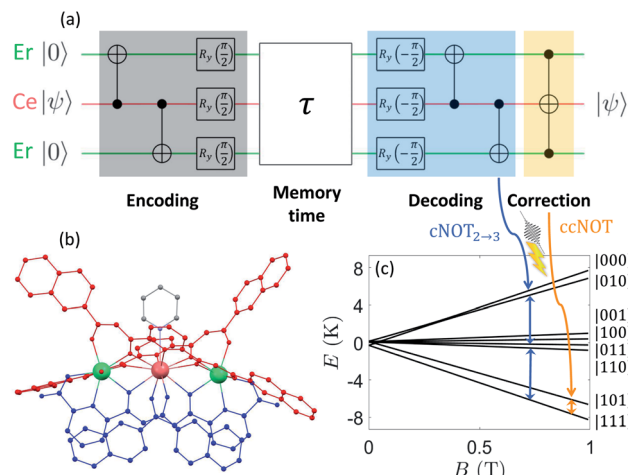 (a)
Er |0⟩
Ce |ψ⟩
Er |0⟩
R_y(π/2)
R_y(π/2)
R_y(π/2)
τ
R_y(−π/2)
R_y(−π/2)
R_y(−π/2)
|ψ⟩
Encoding
Memory
time
Decoding
Correction
cNOT₂→₃
ccNOT
(b)
(c)
8
4
0
-4
-8
E (K)
0
0.5
1
B (T)
|000
|010
|001
|100
|011
|110
|101
|111